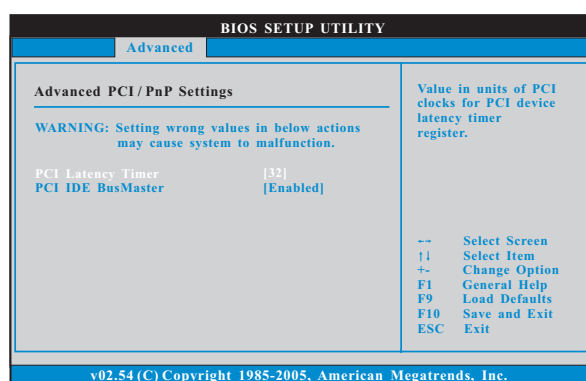 BIOS SETUP UTILITY
Advanced
Advanced PCI / PnP Settings
WARNING: Setting wrong values in below actions
may cause system to malfunction.
PCI Latency Timer [32]
PCI IDE BusMaster [Enabled]
Value in units of PCI
clocks for PCI device
latency timer
register.
←→ Select Screen
↑↓ Select Item
+- Change Option
F1 General Help
F9 Load Defaults
F10 Save and Exit
ESC Exit
v02.54 (C) Copyright 1985-2005, American Megatrends, Inc.